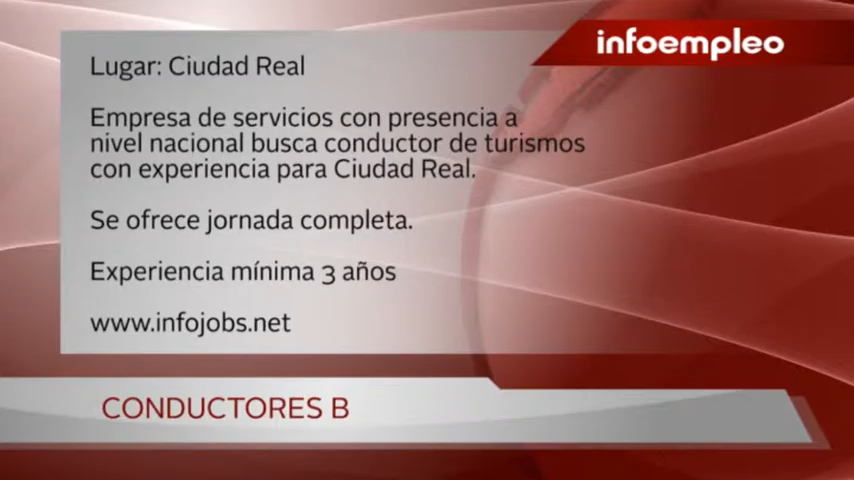 infoempleo
Lugar: Ciudad Real
Empresa de servicios con presencia a
nivel nacional busca conductor de turismos
con experiencia para Ciudad Real.
Se ofrece jornada completa.
Experiencia mínima 3 años
www.infojobs.net
CONDUCTORES B